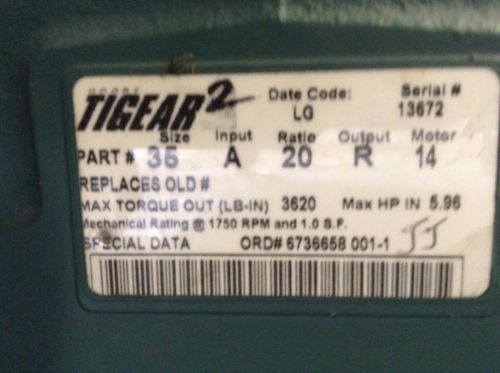 TIGEAR 2 Date Code: Serial #
LG 13672
Size Input Ratio Output Motor
PART # 35 A 20 R 14
REPLACES OLD #
MAX TORQUE OUT (LB-IN) 3620 Max HP IN 5.96
Mechanical Rating @ 1750 RPM and 1.0 S.F.
SPECIAL DATA ORD# 6736658 001-1 JJ